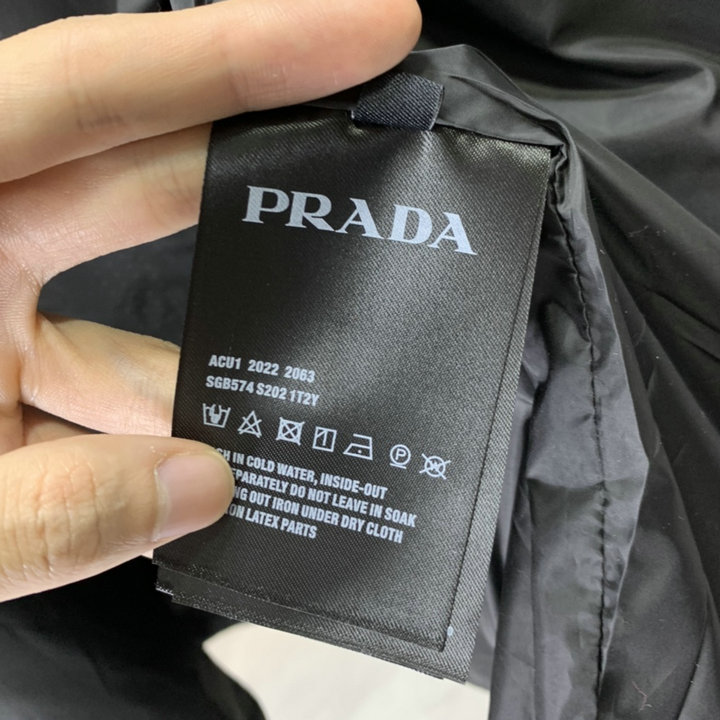 PRADA
ACU1 2022 2063
SGB574 S202 1T2Y
P
IN COLD WATER, INSIDE-OUT
DO NOT LEAVE IN SOAK
OUT IRON UNDER DRY CLOTH
ON LATEX PARTS